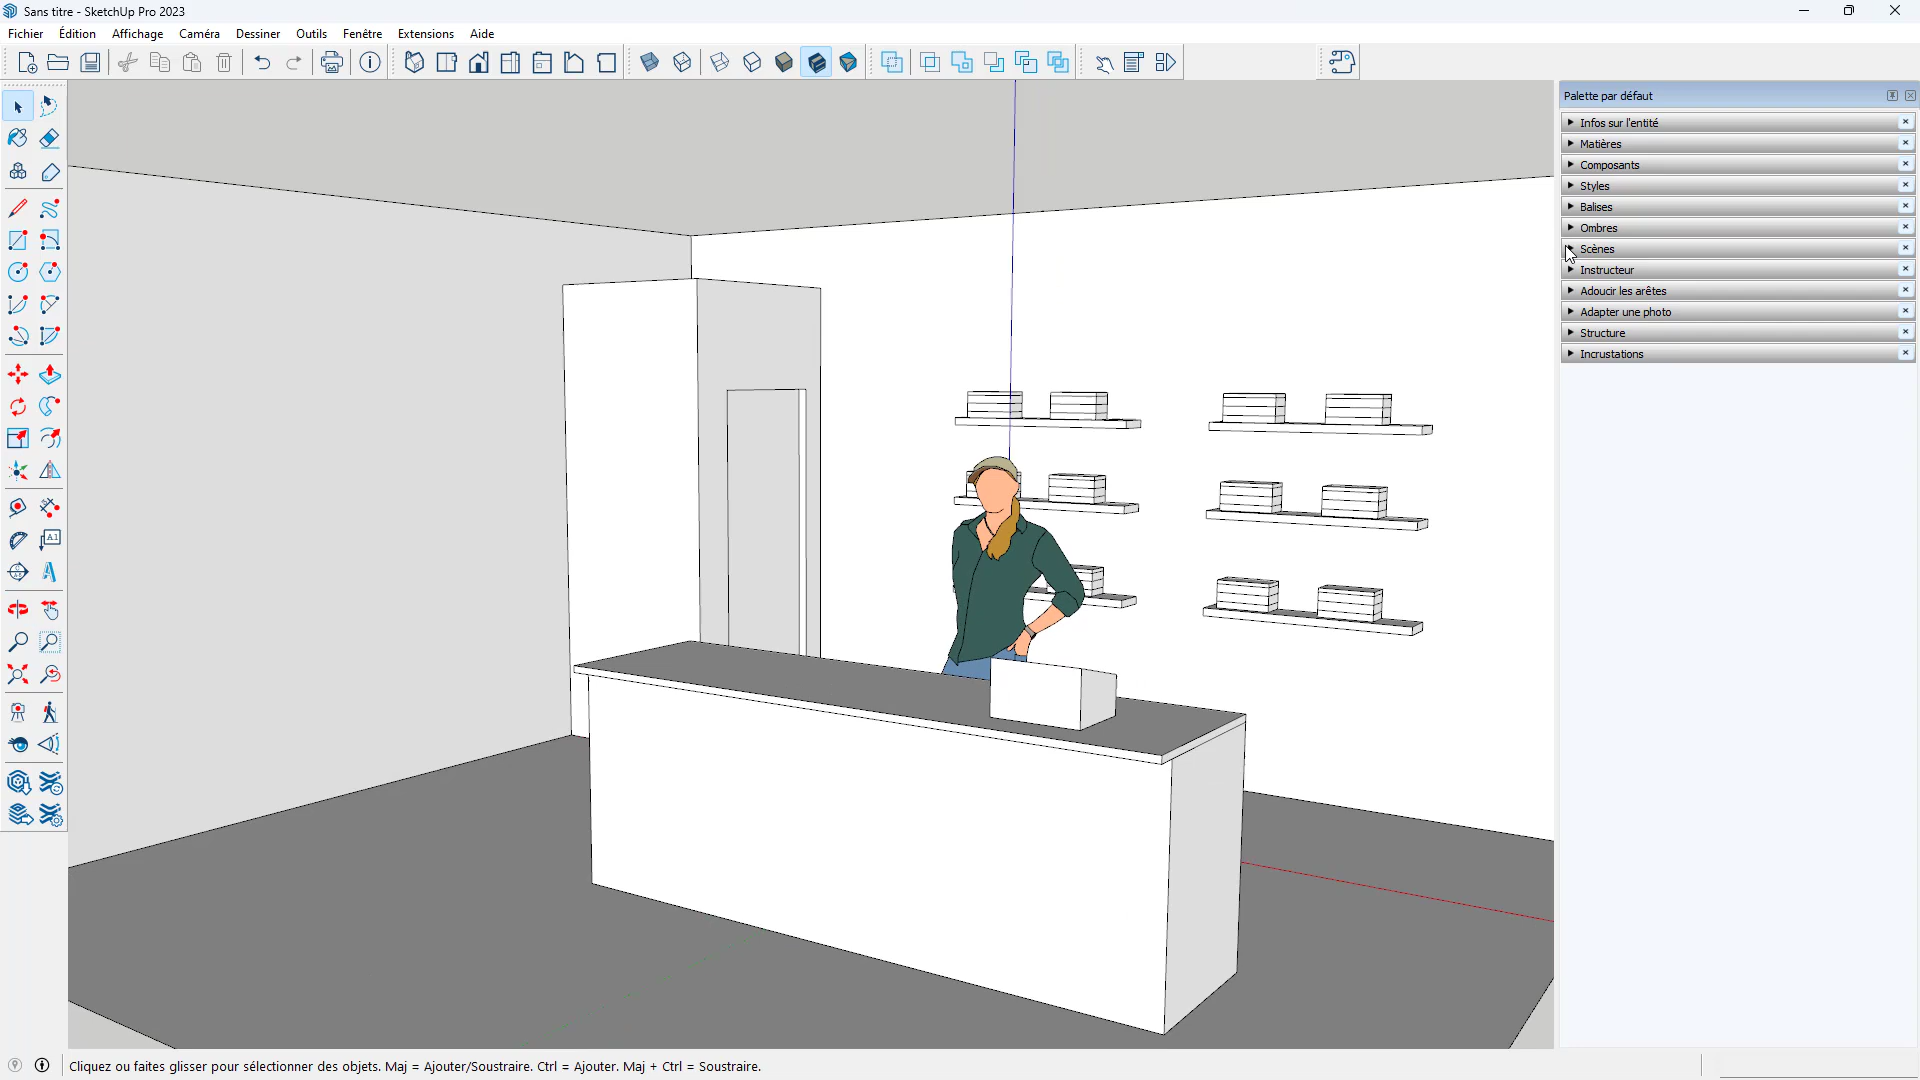 Sans titre - SketchUp Pro 2023
Fichier Édition Affichage Caméra Dessiner Outils Fenêtre Extensions Aide
Palette par défaut
Infos sur l'entité
Matières
Composants
Styles
Balises
Ombres
Scènes
Instructeur
Adoucir les arêtes
Adapter une photo
Structure
Incrustations
A1
Cliquez ou faites glisser pour sélectionner des objets. Maj = Ajouter/Soustraire. Ctrl = Ajouter. Maj + Ctrl = Soustraire.